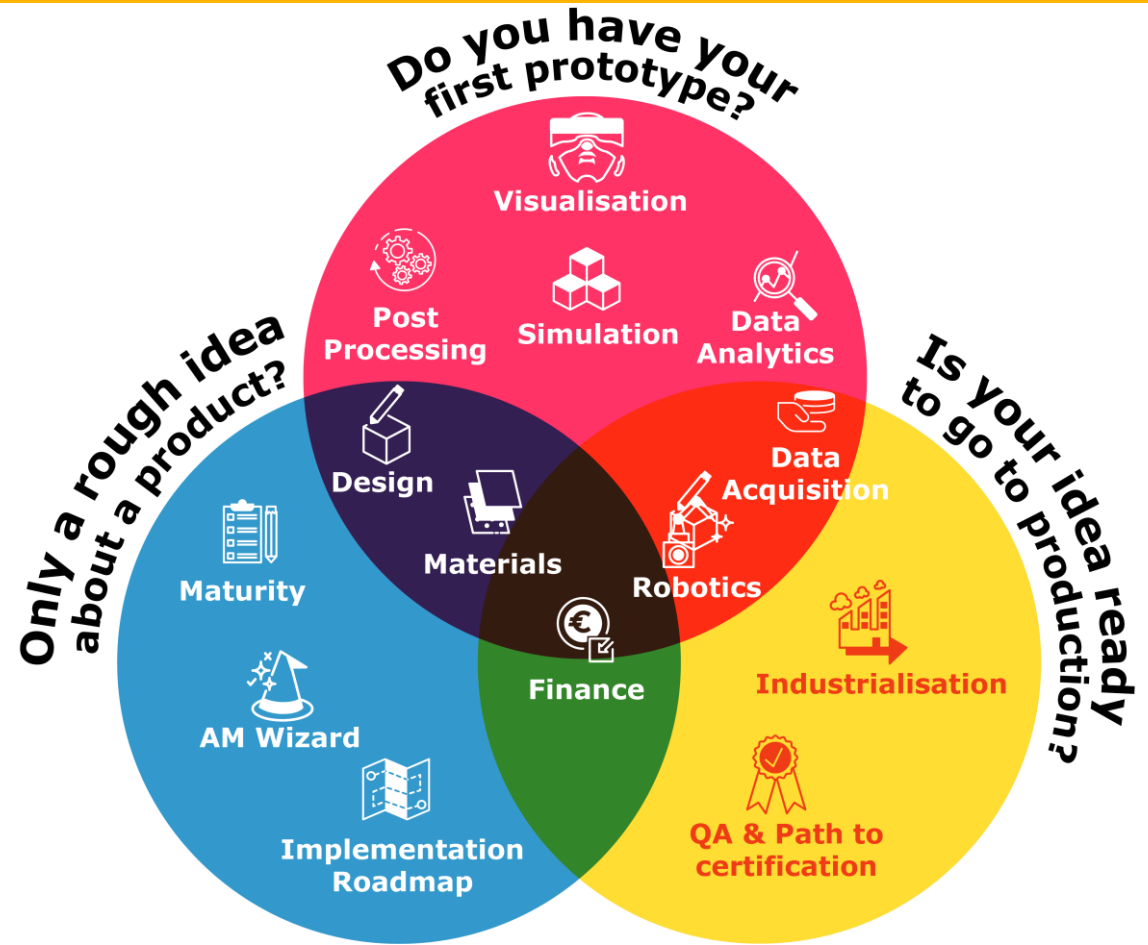 Do you have your
first prototype?
Visualisation
Post
Processing
Simulation
Data
Analytics
Only a rough idea
about a product?
Is your idea ready
to go to production?
Design
Materials
Data
Acquisition
Robotics
Maturity
€
Finance
Industrialisation
AM Wizard
Implementation
Roadmap
QA & Path to
certification